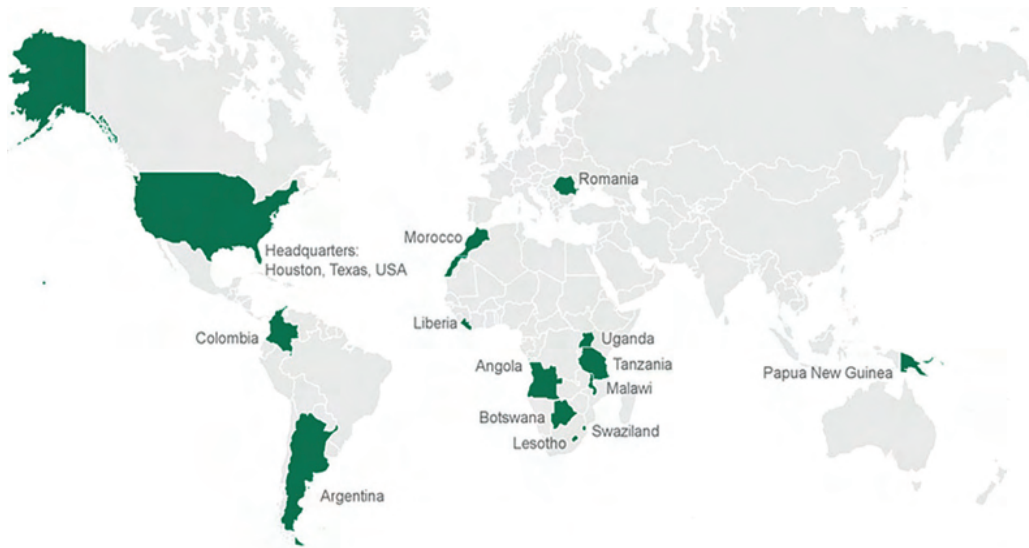 Romania
Morocco
Headquarters:
Houston, Texas, USA
Liberia
Colombia
Uganda
Angola
Tanzania
Papua New Guinea
Malawi
Botswana
Swaziland
Lesotho
Argentina